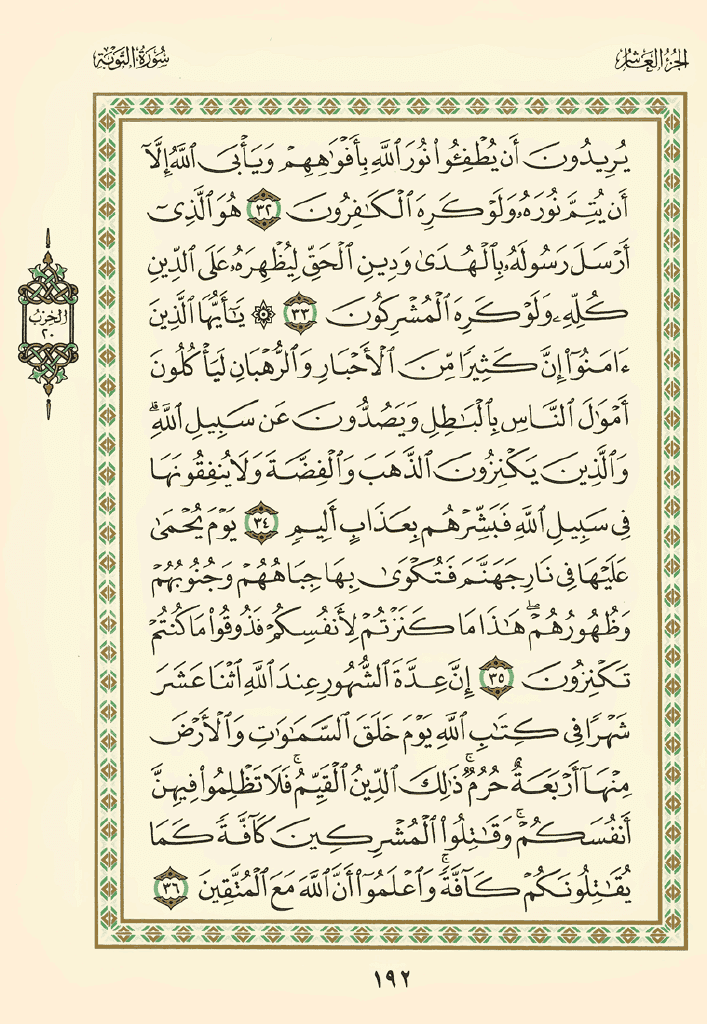 الجزء العاشر
سورة التوبة
يُرِيدُونَ أَن يُطْفِـُٔوا۟ نُورَ ٱللَّهِ بِأَفْوَٰهِهِمْ وَيَأْبَى ٱللَّهُ إِلَّآ
أَن يُتِمَّ نُورَهُۥ وَلَوْ كَرِهَ ٱلْكَـٰفِرُونَ ٣٢ هُوَ ٱلَّذِىٓ
أَرْسَلَ رَسُولَهُۥ بِٱلْهُدَىٰ وَدِينِ ٱلْحَقِّ لِيُظْهِرَهُۥ عَلَى ٱلدِّينِ
كُلِّهِۦ وَلَوْ كَرِهَ ٱلْمُشْرِكُونَ ٣٣ ۞ يَـٰٓأَيُّهَا ٱلَّذِينَ
ءَامَنُوٓا۟ إِنَّ كَثِيرًا مِّنَ ٱلْأَحْبَارِ وَٱلرُّهْبَانِ لَيَأْكُلُونَ
أَمْوَٰلَ ٱلنَّاسِ بِٱلْبَـٰطِلِ وَيَصُدُّونَ عَن سَبِيلِ ٱللَّهِ ۗ
وَٱلَّذِينَ يَكْنِزُونَ ٱلذَّهَبَ وَٱلْفِضَّةَ وَلَا يُنفِقُونَهَا
فِى سَبِيلِ ٱللَّهِ فَبَشِّرْهُم بِعَذَابٍ أَلِيمٍ ٣٤ يَوْمَ يُحْمَىٰ
عَلَيْهَا فِى نَارِ جَهَنَّمَ فَتُكْوَىٰ بِهَا جِبَاهُهُمْ وَجُنُوبُهُمْ
وَظُهُورُهُمْ ۖ هَـٰذَا مَا كَنَزْتُمْ لِأَنفُسِكُمْ فَذُوقُوا۟ مَا كُنتُمْ
تَكْنِزُونَ ٣٥ إِنَّ عِدَّةَ ٱلشُّهُورِ عِندَ ٱللَّهِ ٱثْنَا عَشَرَ
شَهْرًا فِى كِتَـٰبِ ٱللَّهِ يَوْمَ خَلَقَ ٱلسَّمَـٰوَٰتِ وَٱلْأَرْضَ
مِنْهَآ أَرْبَعَةٌ حُرُمٌ ۚ ذَٰلِكَ ٱلدِّينُ ٱلْقَيِّمُ ۚ فَلَا تَظْلِمُوا۟ فِيهِنَّ
أَنفُسَكُمْ ۚ وَقَـٰتِلُوا۟ ٱلْمُشْرِكِينَ كَآفَّةً كَمَا
يُقَـٰتِلُونَكُمْ كَآفَّةً ۚ وَٱعْلَمُوٓا۟ أَنَّ ٱللَّهَ مَعَ ٱلْمُتَّقِينَ ٣٦
الحزب
٢٠
١٩٢